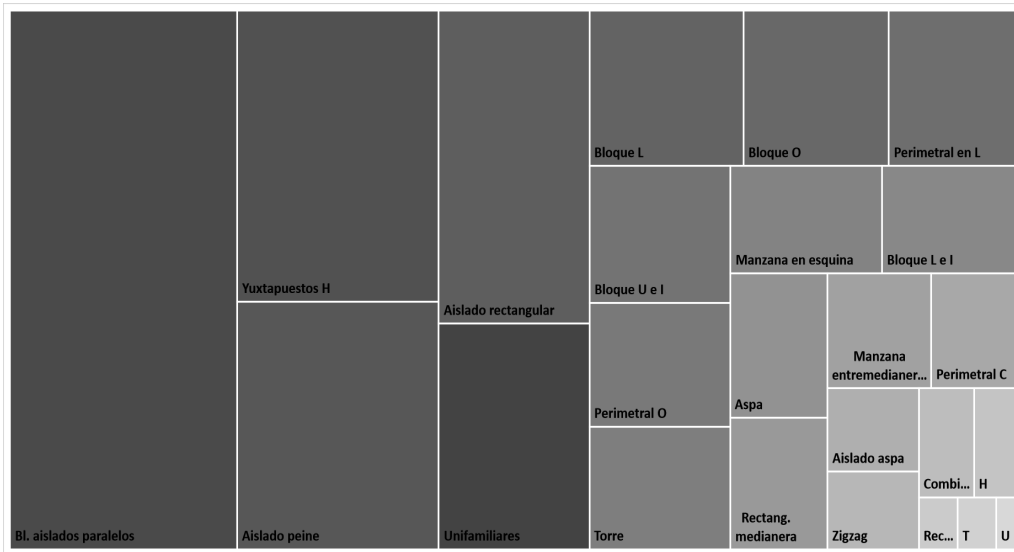 Bloque L
Bloque O
Perimetral en L
Manzana en esquina
Bloque L e I
Yuxtapuestos H
Bloque U e I
Aislado rectangular
Manzana
entremedianer...
Perimetral C
Perimetral O
Aspa
Aislado aspa
Combi...
H
Bl. aislados paralelos
Aislado peine
Unifamiliares
Torre
Rectang.
medianera
Zigzag
Rec...
T
U